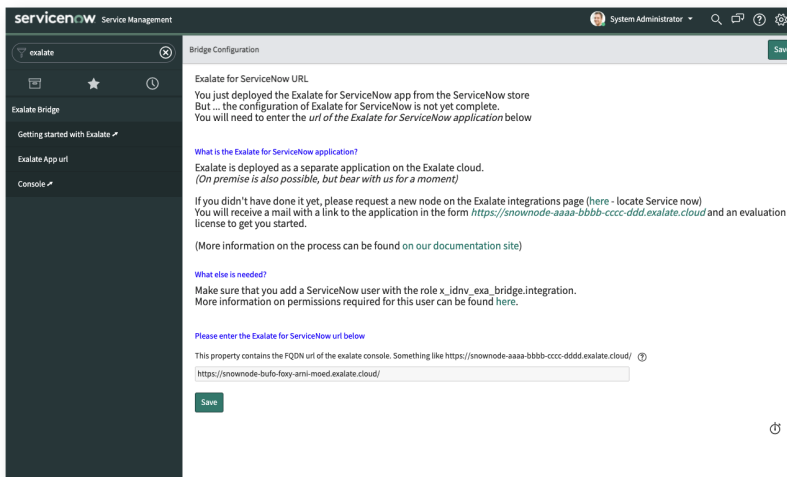 servicenow Service Management
System Administrator
exalate
Exalate Bridge
Getting started with Exalate
Exalate App url
Console
Bridge Configuration
Save
Exalate for ServiceNow URL
You just deployed the Exalate for ServiceNow app from the ServiceNow store
But ... the configuration of Exalate for ServiceNow is not yet complete.
You will need to enter the url of the Exalate for ServiceNow application below
What is the Exalate for ServiceNow application?
Exalate is deployed as a separate application on the Exalate cloud.
(On premise is also possible, but bear with us for a moment)
If you didn't have done it yet, please request a new node on the Exalate integrations page (here - locate Service now)
You will receive a mail with a link to the application in the form https://snownode-aaaa-bbbb-cccc-ddd.exalate.cloud and an evaluation
license to get you started.
(More information on the process can be found on our documentation site)
What else is needed?
Make sure that you add a ServiceNow user with the role x_idnv_exa_bridge.integration.
More information on permissions required for this user can be found here.
Please enter the Exalate for ServiceNow url below
This property contains the FQDN url of the exalate console. Something like https://snownode-aaaa-bbbb-cccc-dddd.exalate.cloud/
https://snownode-bufo-foxy-arni-moed.exalate.cloud/
Save